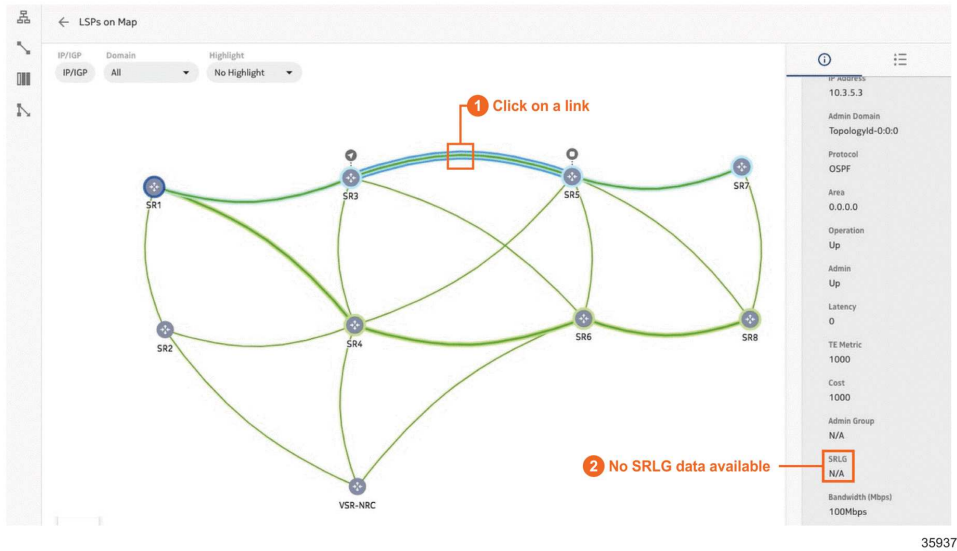 LSPs on Map
IP/IGP
Domain
Highlight
IP/IGP
All
No Highlight
1 Click on a link
SR1
SR3
SR5
SR7
SR2
SR4
SR6
SR8
VSR-NRC
IP Address
10.3.5.3
Admin Domain
TopologyId-0:0:0
Protocol
OSPF
Area
0.0.0.0
Operation
Up
Admin
Up
Latency
0
TE Metric
1000
Cost
1000
Admin Group
N/A
2 No SRLG data available
SRLG
N/A
Bandwidth (Mbps)
100Mbps
35937